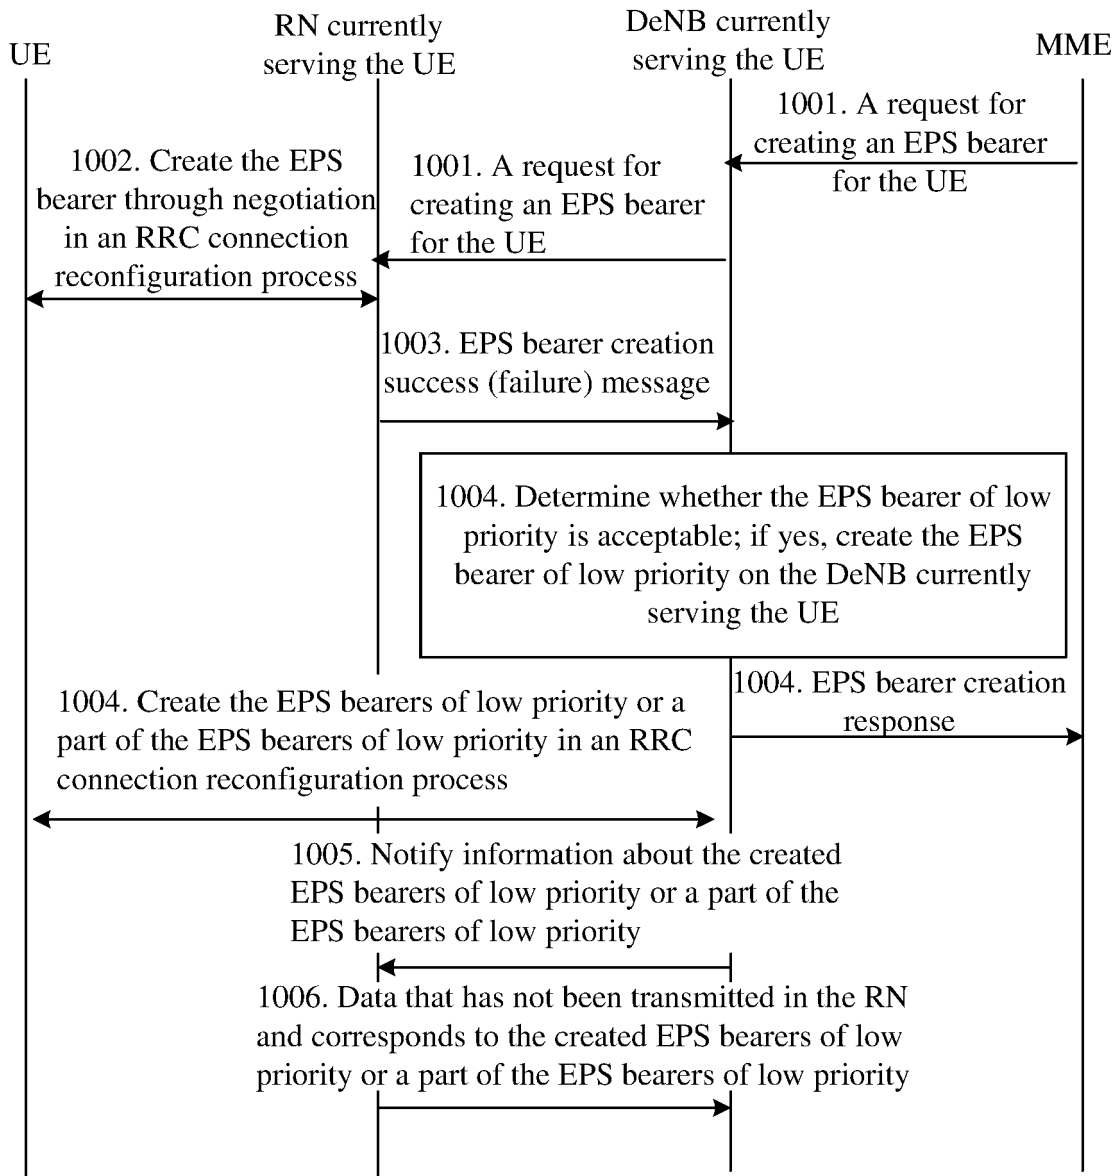 UE
RN currently
serving the UE
DeNB currently
serving the UE
MME
1001. A request for
creating an EPS bearer
for the UE
1002. Create the EPS
bearer through negotiation
in an RRC connection
reconfiguration process
1001. A request for
creating an EPS bearer
for the UE
1003. EPS bearer creation
success (failure) message
1004. Determine whether the EPS bearer of low
priority is acceptable; if yes, create the EPS
bearer of low priority on the DeNB currently
serving the UE
1004. EPS bearer creation
response
1004. Create the EPS bearers of low priority or a
part of the EPS bearers of low priority in an RRC
connection reconfiguration process
1005. Notify information about the created
EPS bearers of low priority or a part of the
EPS bearers of low priority
1006. Data that has not been transmitted in the RN
and corresponds to the created EPS bearers of low
priority or a part of the EPS bearers of low priority